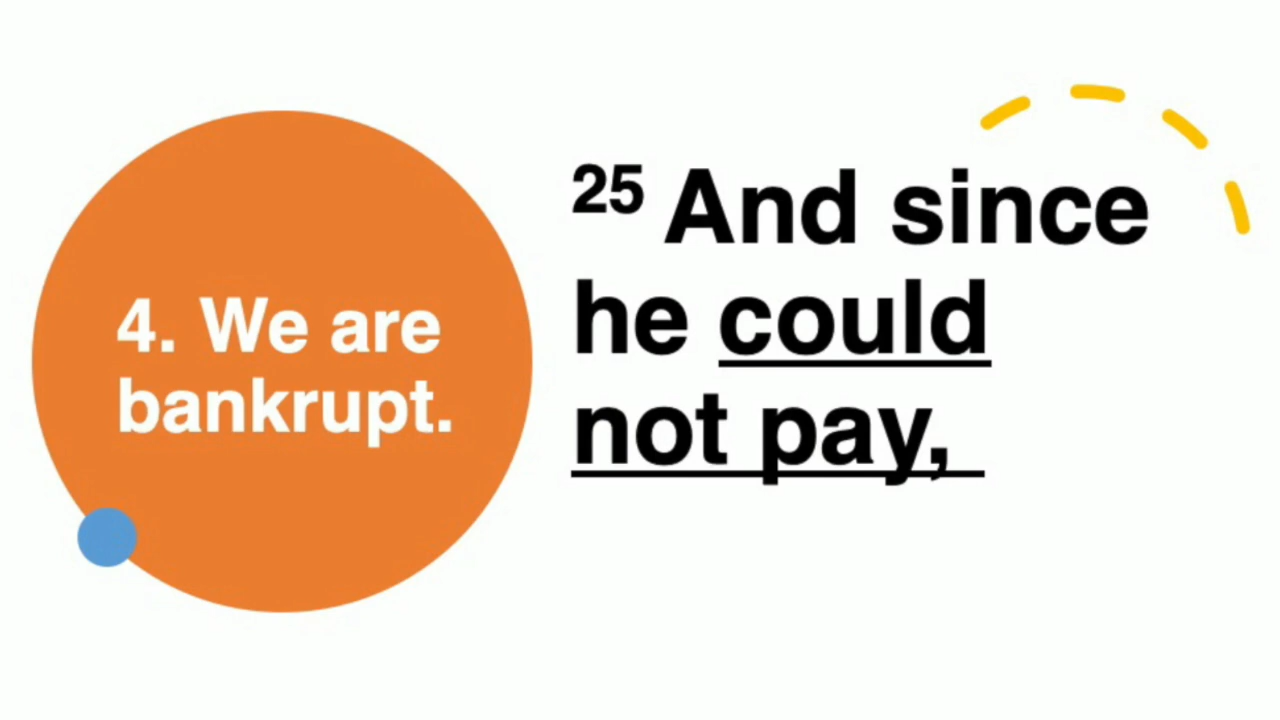 4. We are
bankrupt.
25 And since
he could
not pay,